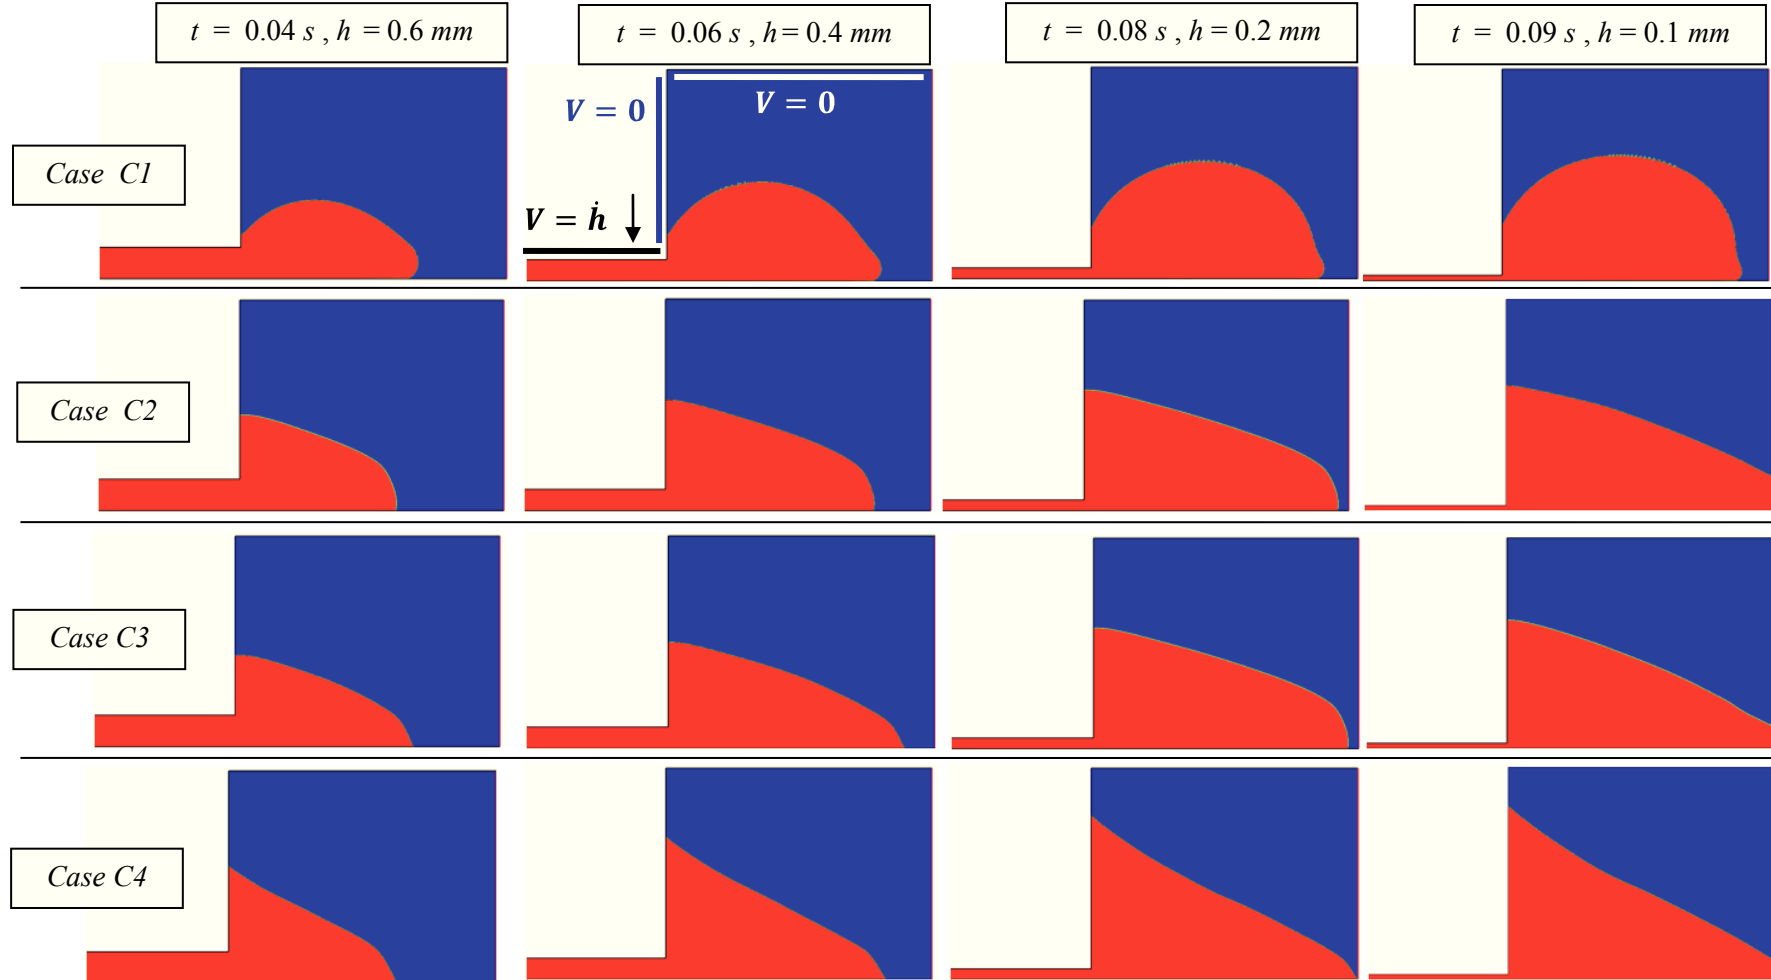 t = 0.04 s , h = 0.6 mm
t = 0.06 s , h = 0.4 mm
t = 0.08 s , h = 0.2 mm
t = 0.09 s , h = 0.1 mm
V = 0
V = 0
Case C1
V = ḣ
Case C2
Case C3
Case C4